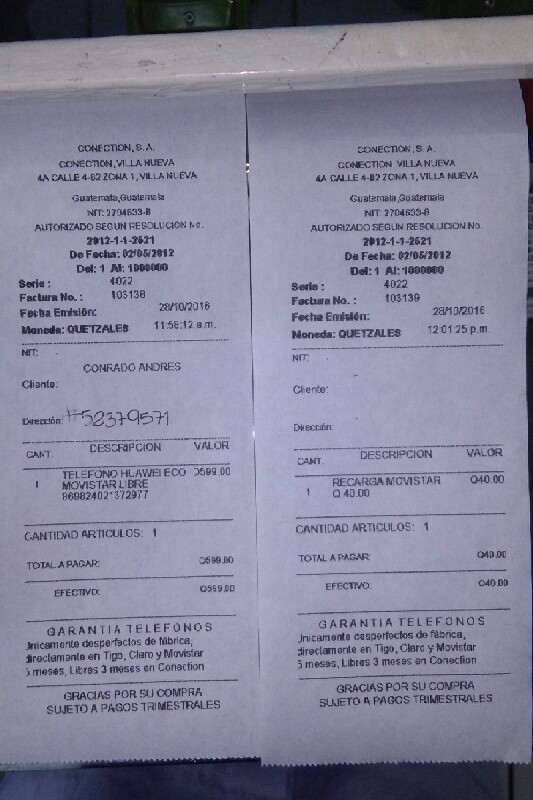 CONECTION, S.A.
CONECTION, VILLA NUEVA
4A CALLE 4-82 ZONA 1, VILLA NUEVA
Guatemala,Guatemala
NIT: 2704633-8
AUTORIZADO SEGUN RESOLUCION No.
2012-1-1-2521
De Fecha: 02/05/2012
Del: 1 Al: 1000000
Serie : 4022
Factura No. : 103138
Fecha Emisión: 28/10/2016
Moneda: QUETZALES 11:58:12 a.m.
NIT: .
CONRADO ANDRES
Cliente:
Dirección: #52379571
CANT. DESCRIPCION VALOR
1 TELEFONO HUAWEI ECO Q599.00
MOVISTAR LIBRE
869824021372977
CANTIDAD ARTICULOS: 1
TOTAL A PAGAR: Q599.00
EFECTIVO: Q599.00
GARANTIA TELEFONOS
Unicamente desperfectos de fábrica,
directamente en Tigo, Claro y Movistar
6 meses, Libres 3 meses en Conection
GRACIAS POR SU COMPRA
SUJETO A PAGOS TRIMESTRALES
CONECTION, S.A.
CONECTION, VILLA NUEVA
4A CALLE 4-82 ZONA 1, VILLA NUEVA
Guatemala,Guatemala
NIT: 2704633-8
AUTORIZADO SEGUN RESOLUCION No.
2012-1-1-2521
De Fecha: 02/05/2012
Del: 1 Al: 1000000
Serie : 4022
Factura No. : 103139
Fecha Emisión: 28/10/2016
Moneda: QUETZALES 12:01:25 p.m.
NIT: .
Cliente:
Dirección:
CANT. DESCRIPCION VALOR
1 RECARGA MOVISTAR Q40.00
Q 40.00
CANTIDAD ARTICULOS: 1
TOTAL A PAGAR: Q40.00
EFECTIVO: Q40.00
GARANTIA TELEFONOS
Unicamente desperfectos de fábrica,
directamente en Tigo, Claro y Movistar
6 meses, Libres 3 meses en Conection
GRACIAS POR SU COMPRA
SUJETO A PAGOS TRIMESTRALES